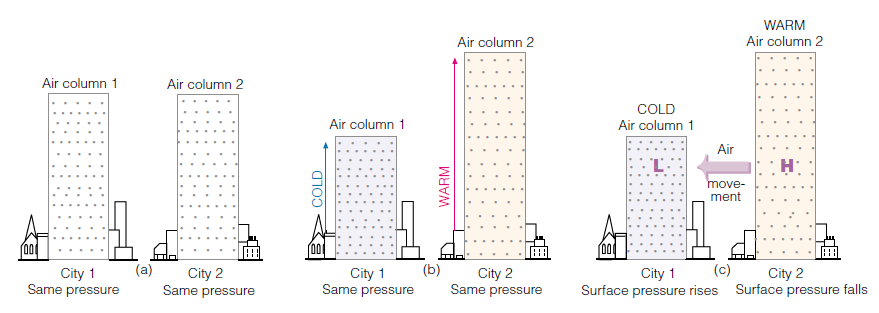 Air column 1
Air column 2
City 1
Same pressure
(a)
City 2
Same pressure
Air column 1
COLD
Air column 2
WARM
City 1
Same pressure
(b)
City 2
Same pressure
COLD
Air column 1
L
Air
move-
ment
WARM
Air column 2
H
City 1
Surface pressure rises
(c)
City 2
Surface pressure falls